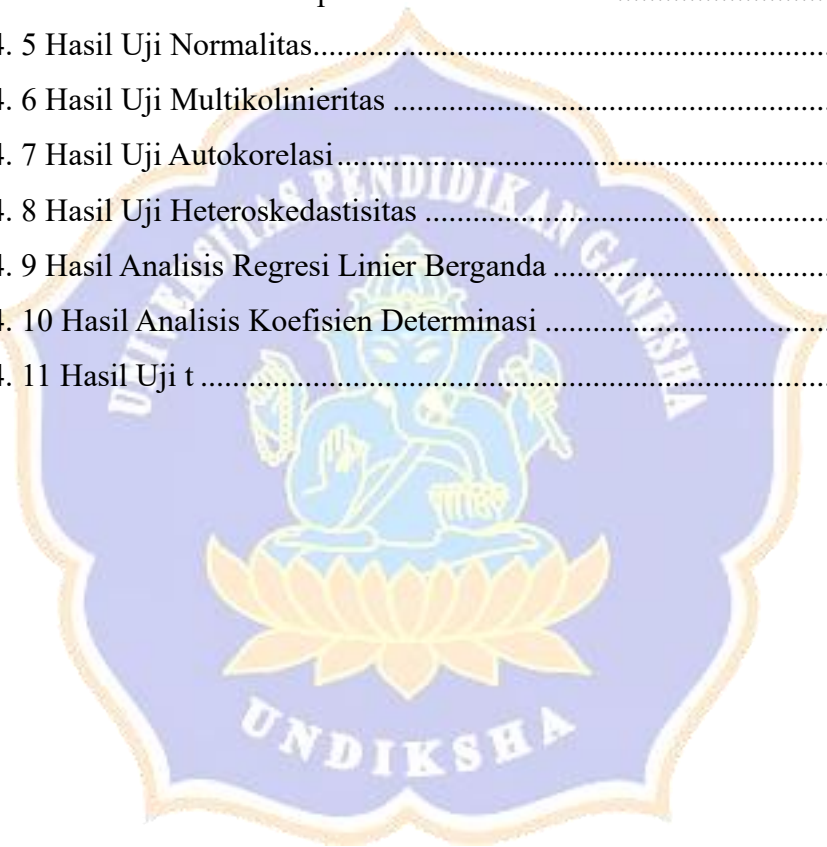 4. 5 Hasil Uji Normalitas................................................................
4. 6 Hasil Uji Multikolinieritas ......................................................
4. 7 Hasil Uji Autokorelasi.............................................................
4. 8 Hasil Uji Heteroskedastisitas ..................................................
4. 9 Hasil Analisis Regresi Linier Berganda ..................................
4. 10 Hasil Analisis Koefisien Determinasi ...................................
4. 11 Hasil Uji t ..............................................................................
UNIVERSITAS PENDIDIKAN GANESHA
UNDIKSHA